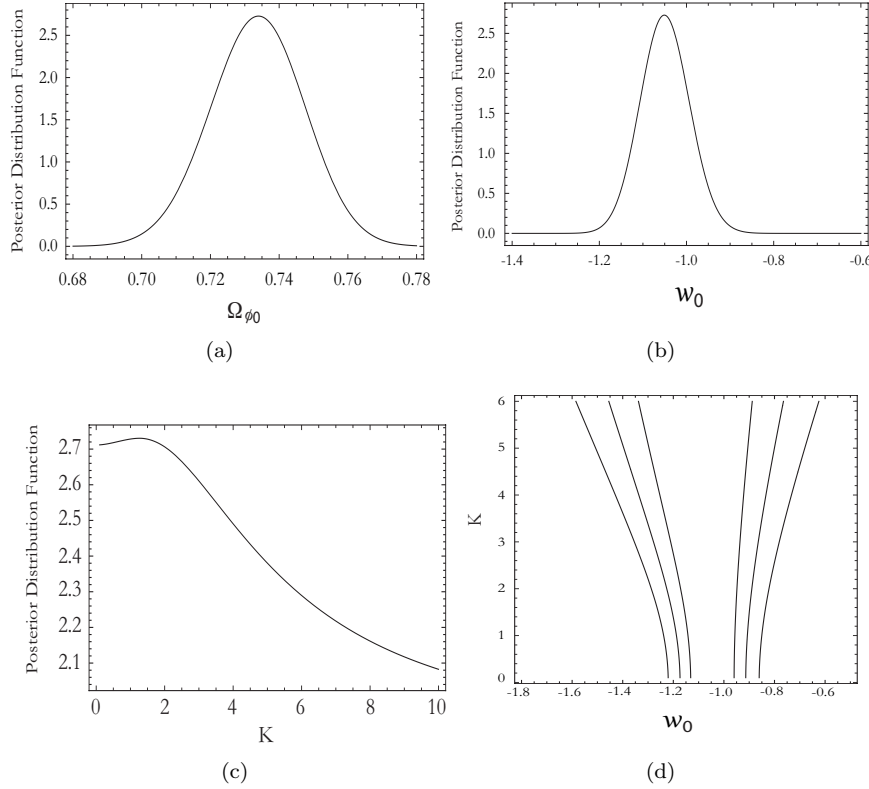 Posterior Distribution Function
2.5
2.0
1.5
1.0
0.5
0.0
0.68 0.70 0.72 0.74 0.76 0.78
Ωϕ0
(a)
Posterior Distribution Function
2.5
2.0
1.5
1.0
0.5
0.0
-1.4 -1.2 -1.0 -0.8 -0.6
w0
(b)
Posterior Distribution Function
2.7
2.6
2.5
2.4
2.3
2.2
2.1
0 2 4 6 8 10
K
(c)
K
6
5
4
3
2
1
0
-1.8 -1.6 -1.4 -1.2 -1.0 -0.8 -0.6
w0
(d)